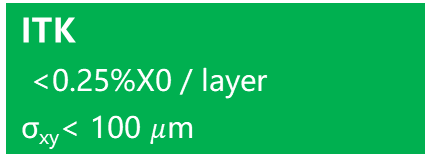 ITK
<0.25%X0 / layer
σxy< 100 𝜇m